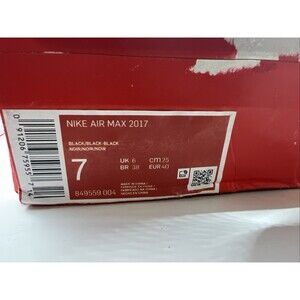 NIKE AIR MAX 2017
BLACK/BLACK-BLACK
NOIR/NOIR/NOIR
7
UK 6 CM 25
BR 38 EUR 40
849559 004
MADE IN CHINA